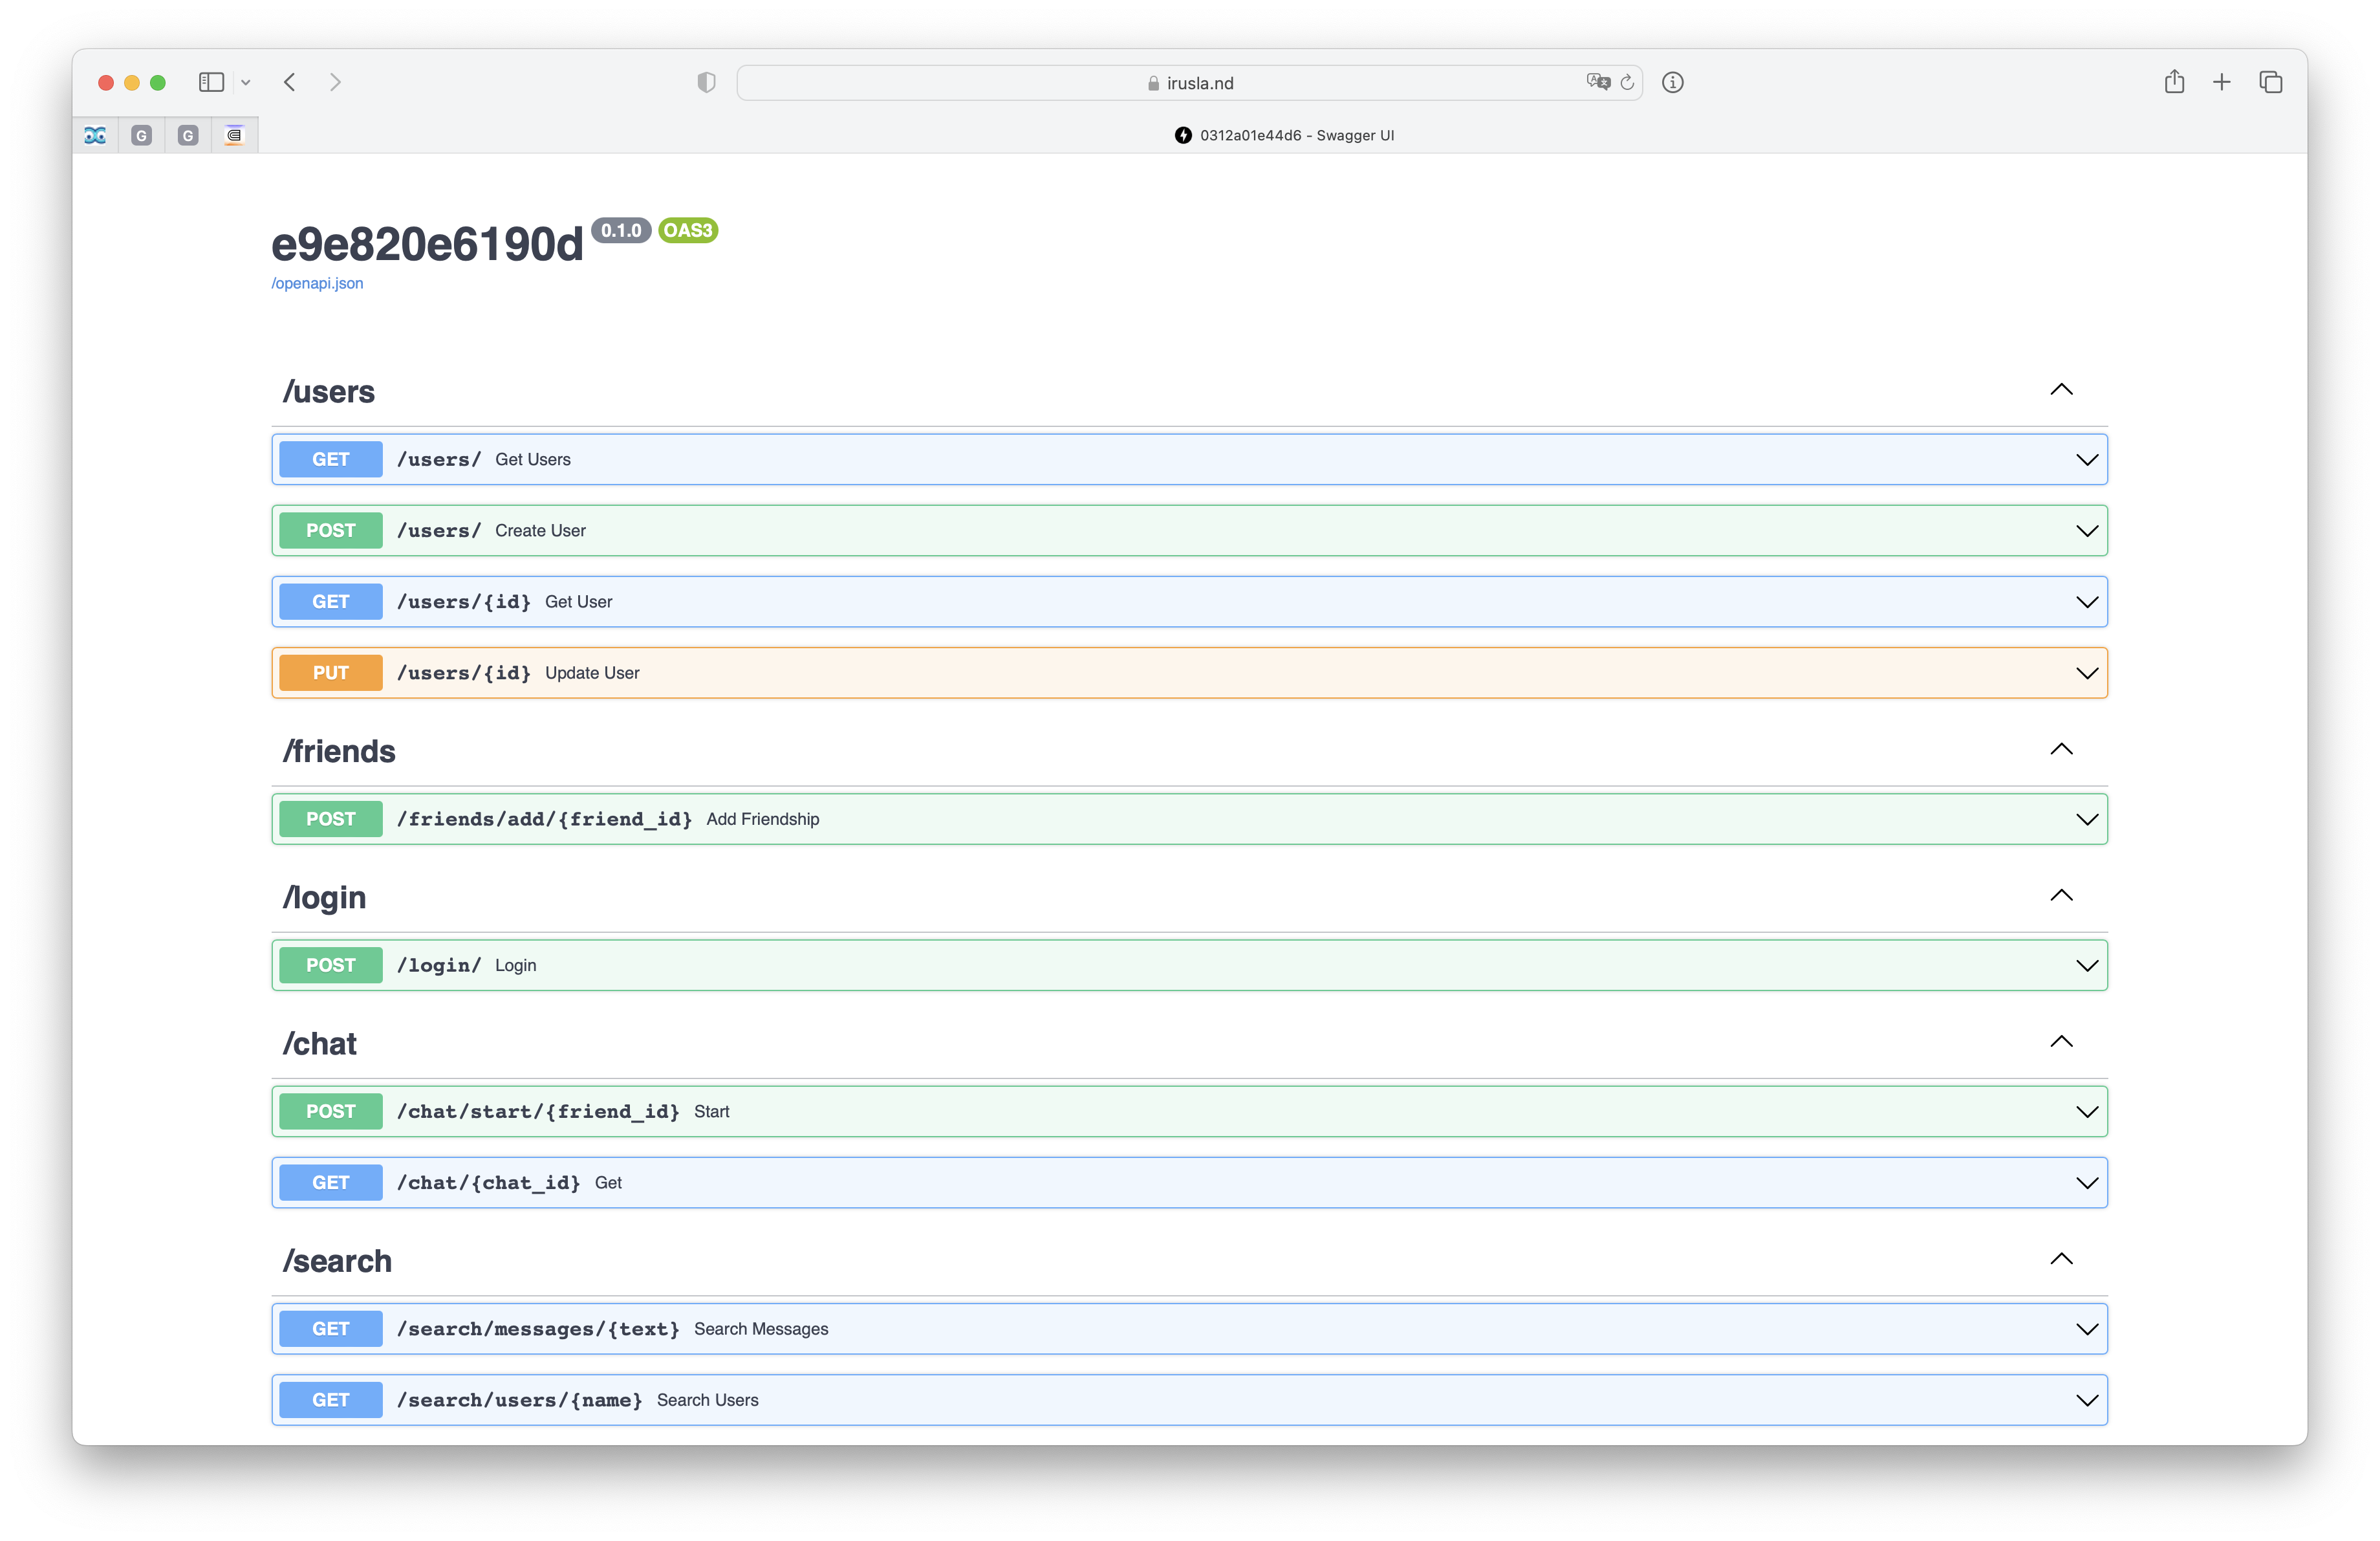 irusla.nd
G
G
0312a01e44d6 - Swagger UI
e9e820e6190d 0.1.0 OAS3
/openapi.json
/users
GET /users/ Get Users
POST /users/ Create User
GET /users/{id} Get User
PUT /users/{id} Update User
/friends
POST /friends/add/{friend_id} Add Friendship
/login
POST /login/ Login
/chat
POST /chat/start/{friend_id} Start
GET /chat/{chat_id} Get
/search
GET /search/messages/{text} Search Messages
GET /search/users/{name} Search Users